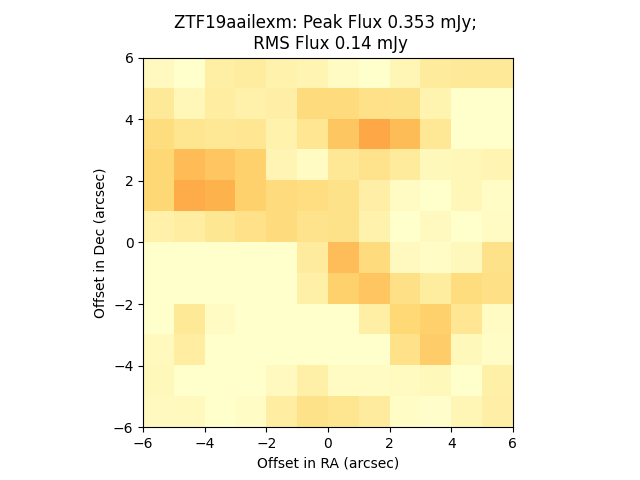 ZTF19aailexm: Peak Flux 0.353 mJy;
RMS Flux 0.14 mJy
6
4
2
0
−2
−4
−6
Offset in Dec (arcsec)
−6 −4 −2 0 2 4 6
Offset in RA (arcsec)